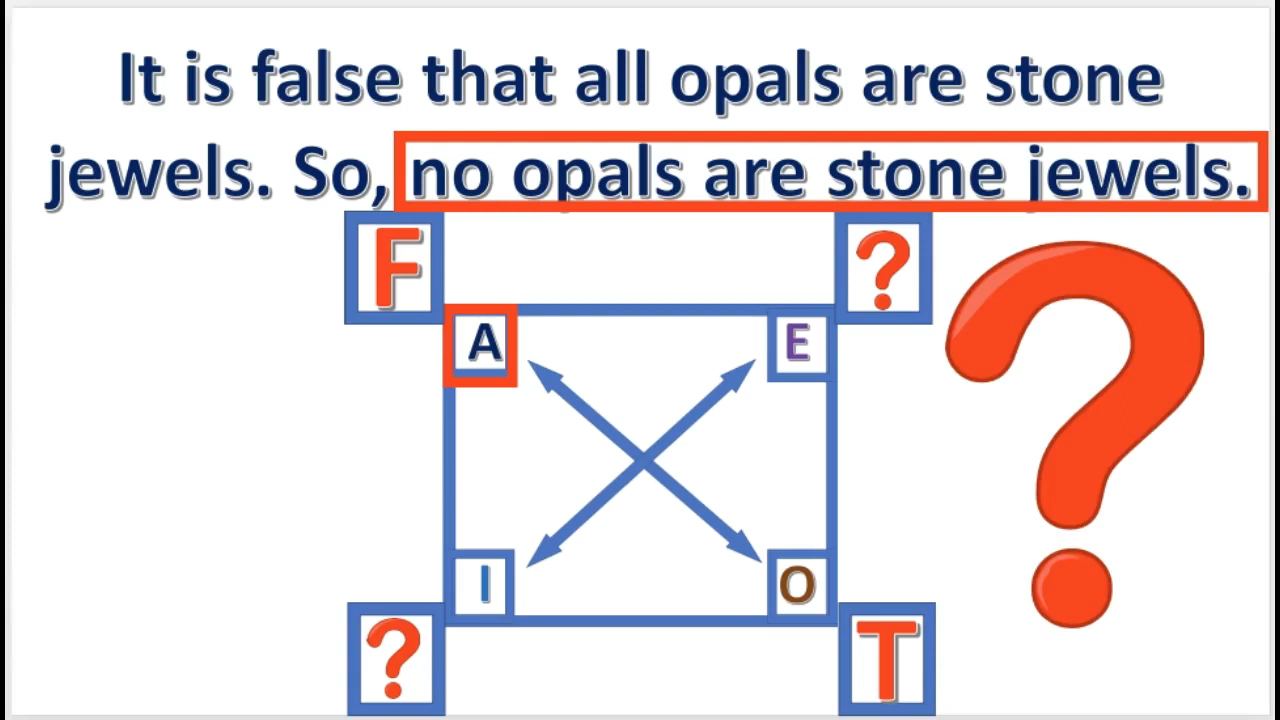 It is false that all opals are stone
jewels. So, no opals are stone jewels.
F
?
?
A
E
I
O
?
T